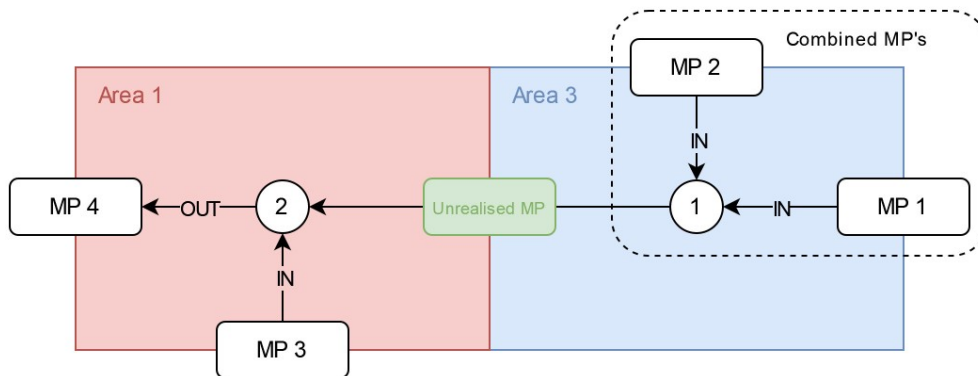 Combined MP's
MP 2
Area 1
Area 3
IN
MP 4
OUT
2
Unrealised MP
1
IN
MP 1
IN
MP 3